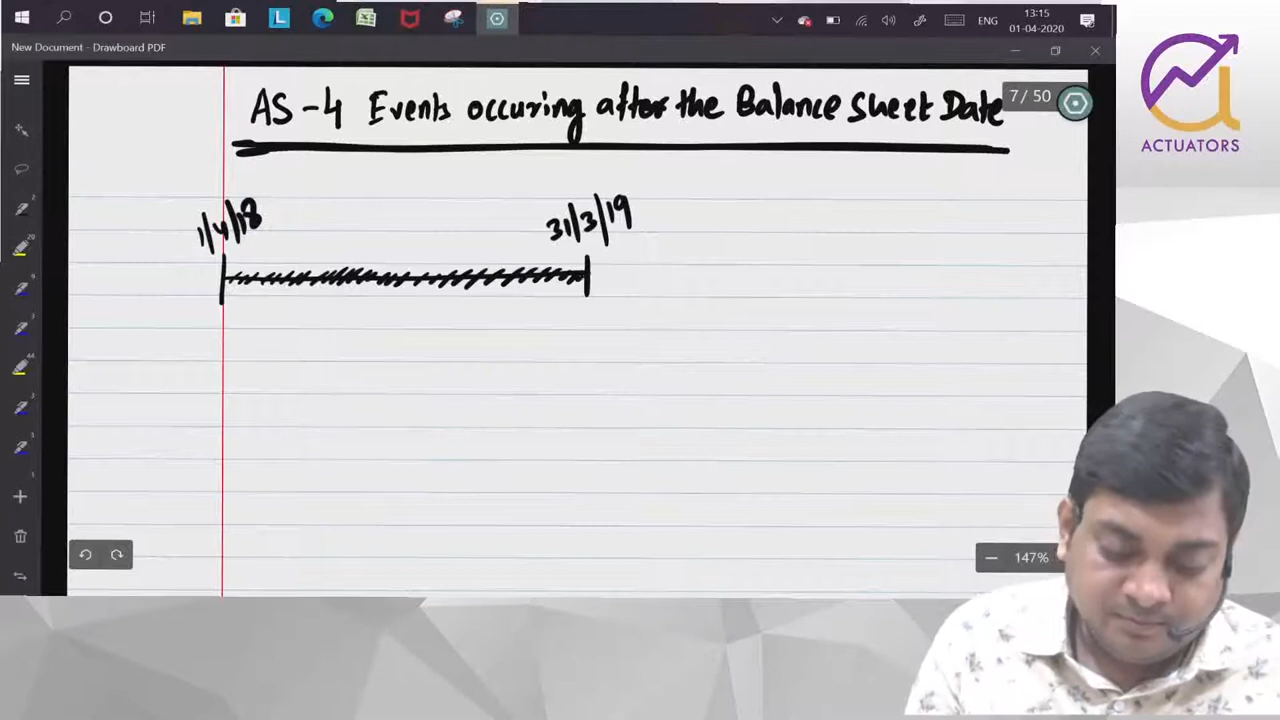 ENG
13:15
01-04-2020
New Document - Drawboard PDF
AS -4 Events occuring after the Balance Sheet Date
7 / 50
ACTUATORS
1/4/18
31/3/19
147%